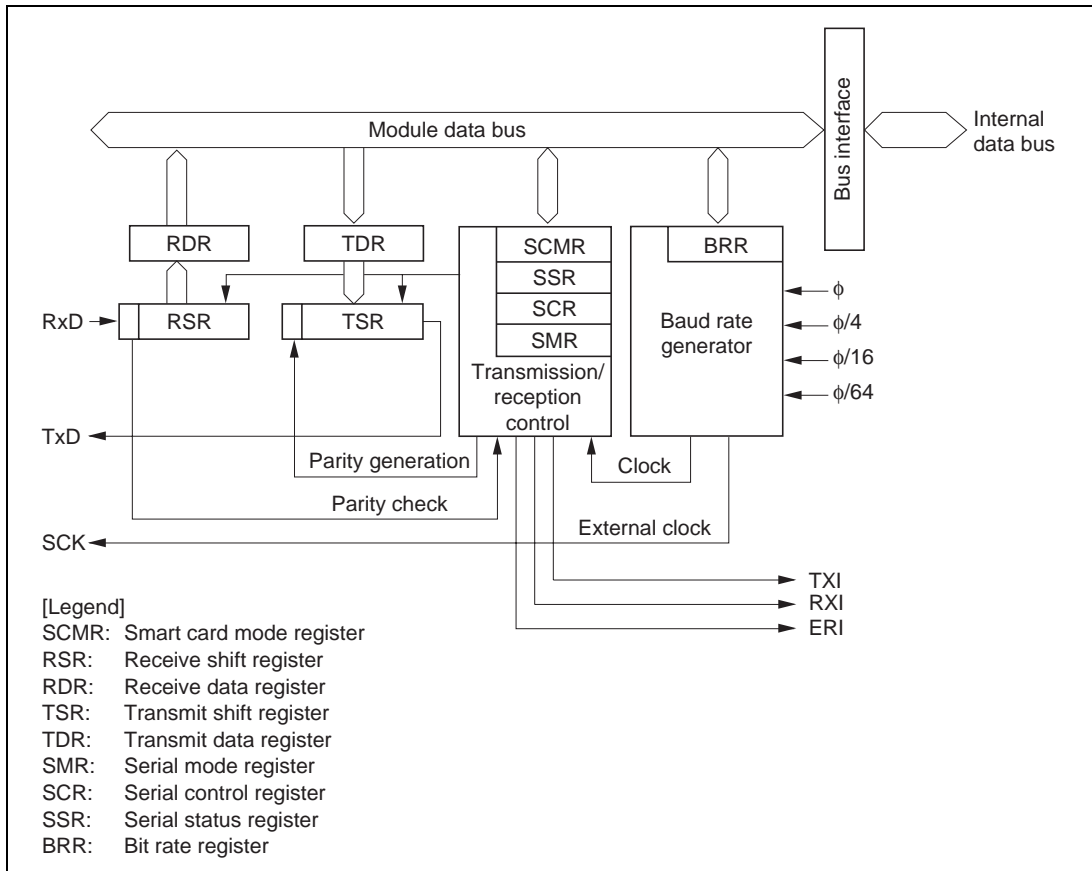 Module data bus
Bus interface
Internal
data bus
RDR
TDR
SCMR
SSR
SCR
SMR
BRR
RxD
RSR
TSR
Transmission/
reception
control
Baud rate
generator
ϕ
ϕ/4
ϕ/16
ϕ/64
TxD
Parity generation
Clock
Parity check
External clock
SCK
TXI
RXI
ERI
[Legend]
SCMR: Smart card mode register
RSR: Receive shift register
RDR: Receive data register
TSR: Transmit shift register
TDR: Transmit data register
SMR: Serial mode register
SCR: Serial control register
SSR: Serial status register
BRR: Bit rate register